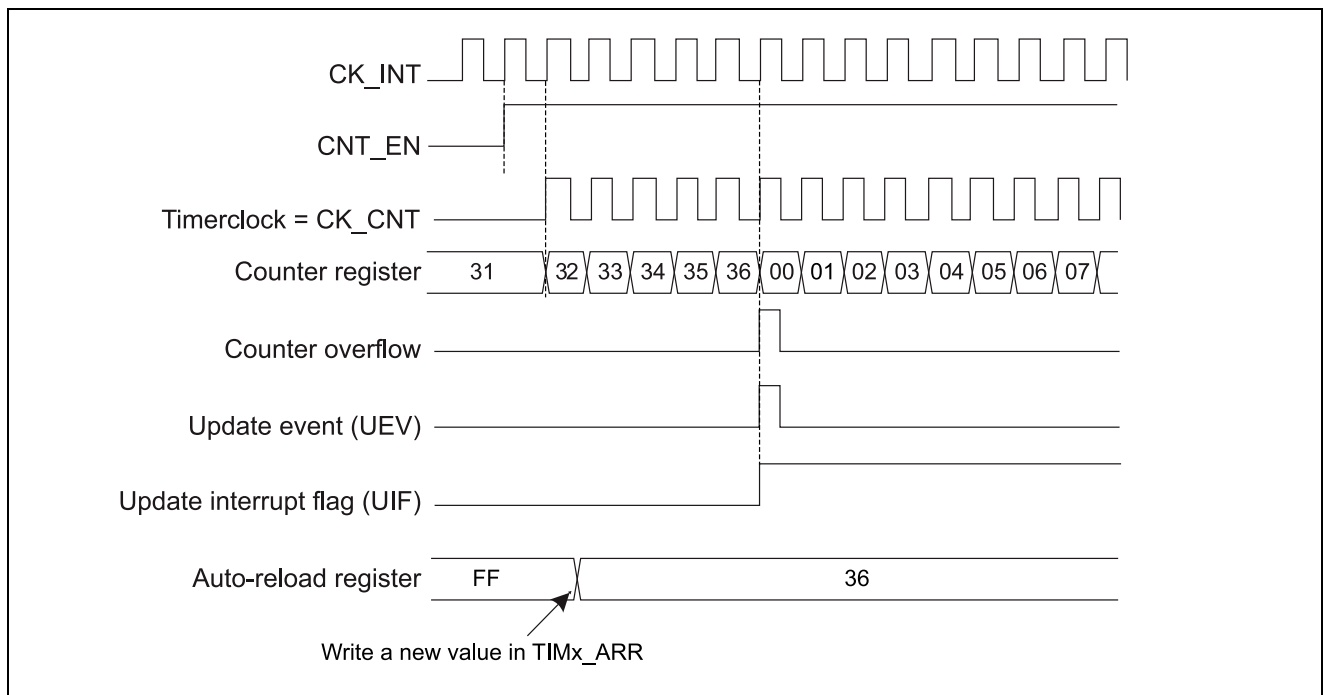 CK_INT
CNT_EN
Timerclock = CK_CNT
Counter register 31 32 33 34 35 36 00 01 02 03 04 05 06 07
Counter overflow
Update event (UEV)
Update interrupt flag (UIF)
Auto-reload register FF 36
Write a new value in TIMx_ARR